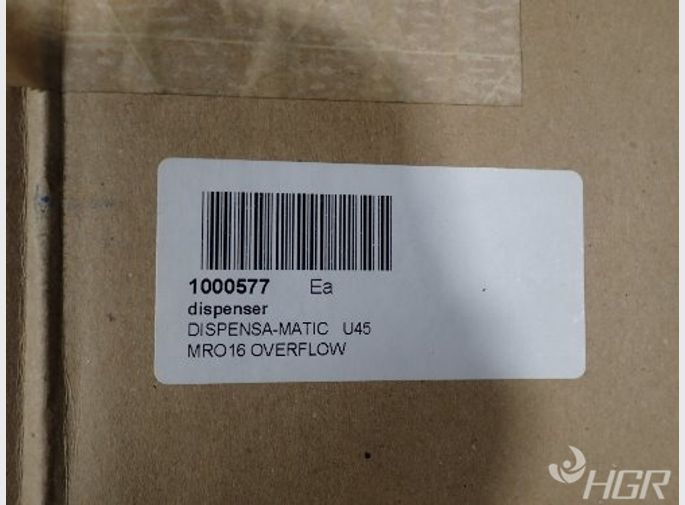 1000577 Ea
dispenser
DISPENSA-MATIC U45
MRO16 OVERFLOW
HGR